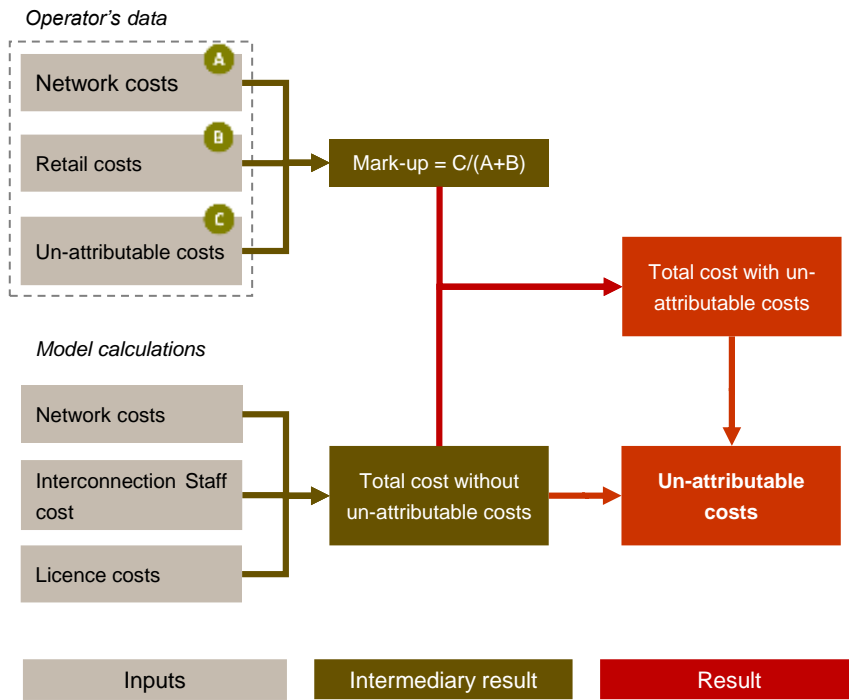 Operator's data
A
Network costs
B
Retail costs
Mark-up = C/(A+B)
C
Un-attributable costs
Total cost with un-
attributable costs
Model calculations
Network costs
Interconnection Staff
cost
Total cost without
un-attributable costs
Un-attributable
costs
Licence costs
Inputs
Intermediary result
Result